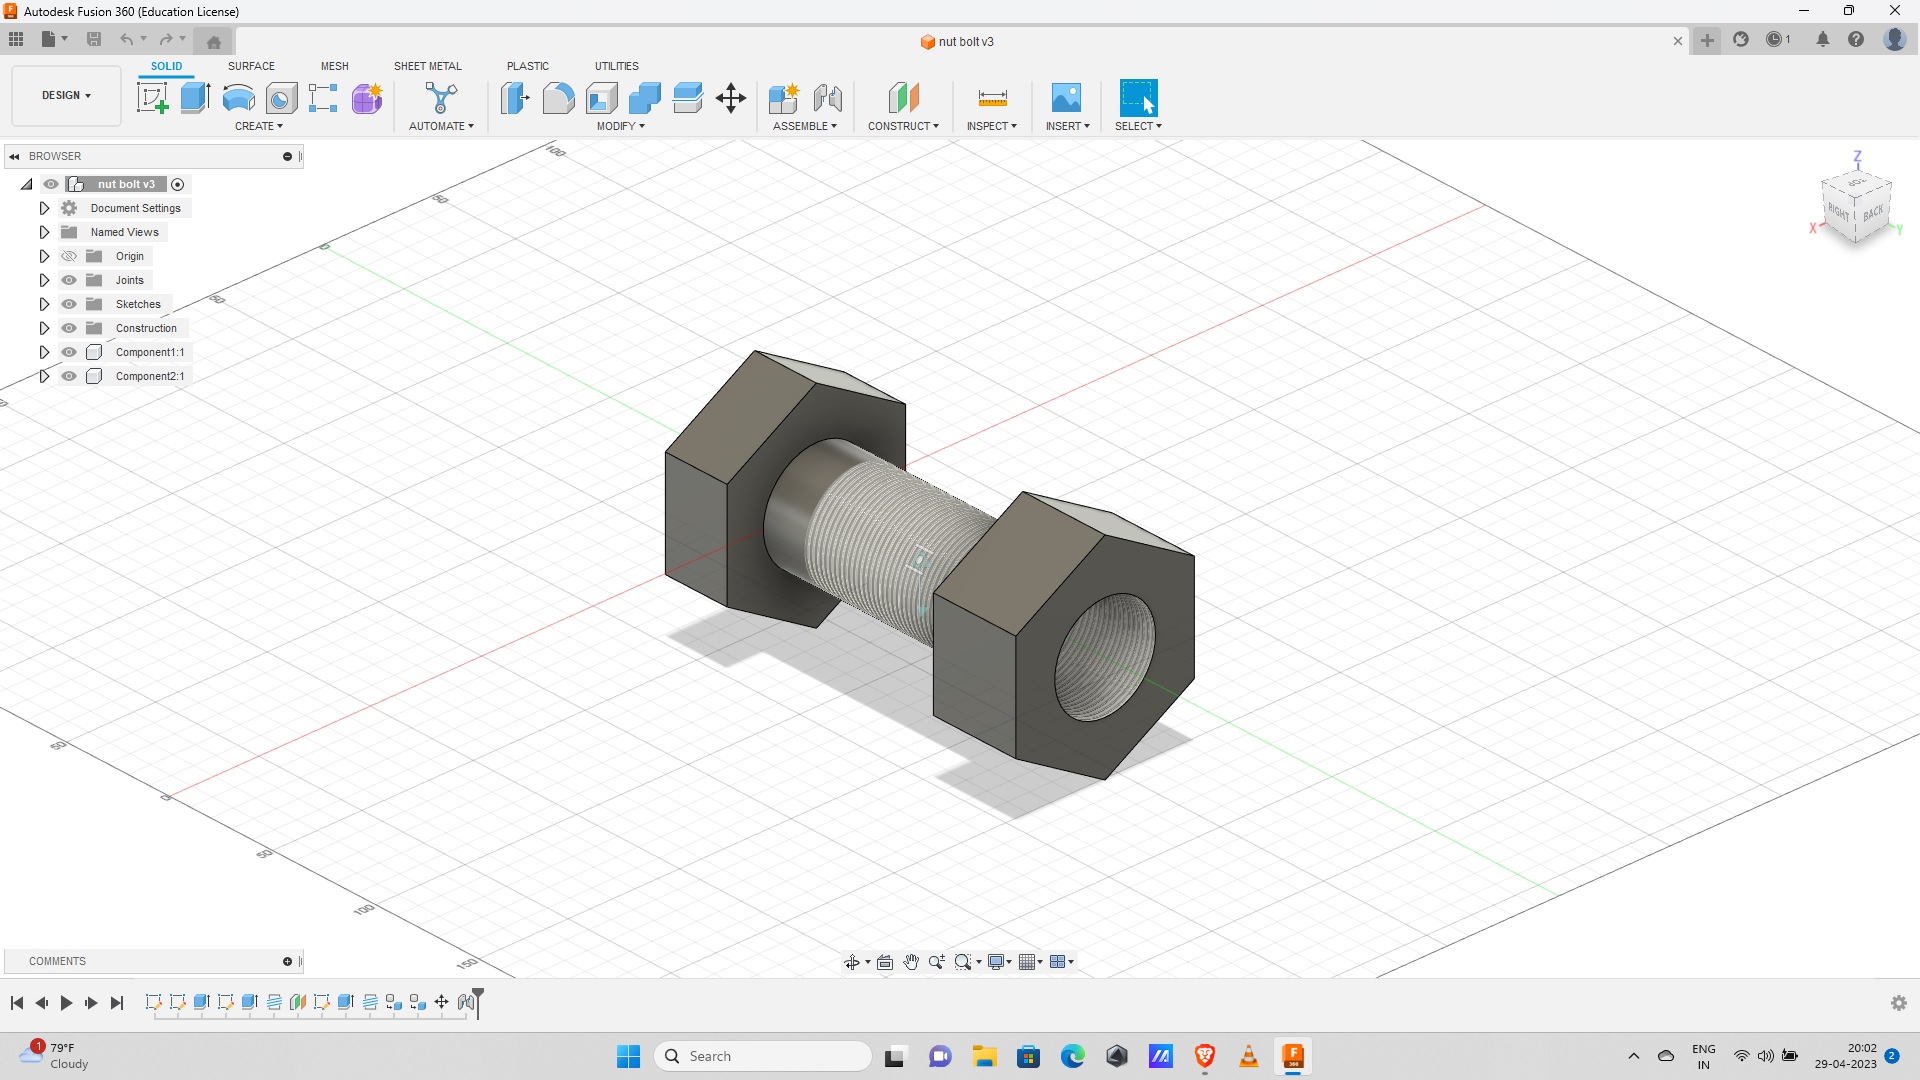 Autodesk Fusion 360 (Education License)
nut bolt v3
1
DESIGN
SOLID
SURFACE
MESH
SHEET METAL
PLASTIC
UTILITIES
CREATE
AUTOMATE
MODIFY
ASSEMBLE
CONSTRUCT
INSPECT
INSERT
SELECT
BROWSER
nut bolt v3
Document Settings
Named Views
Origin
Joints
Sketches
Construction
Component1:1
Component2:1
100
50
0
50
0
50
50
100
150
Z
TOP
RIGHT
BACK
X
Y
COMMENTS
1
79°F
Cloudy
Search
F
360
ENG
IN
20:02
29-04-2023
2